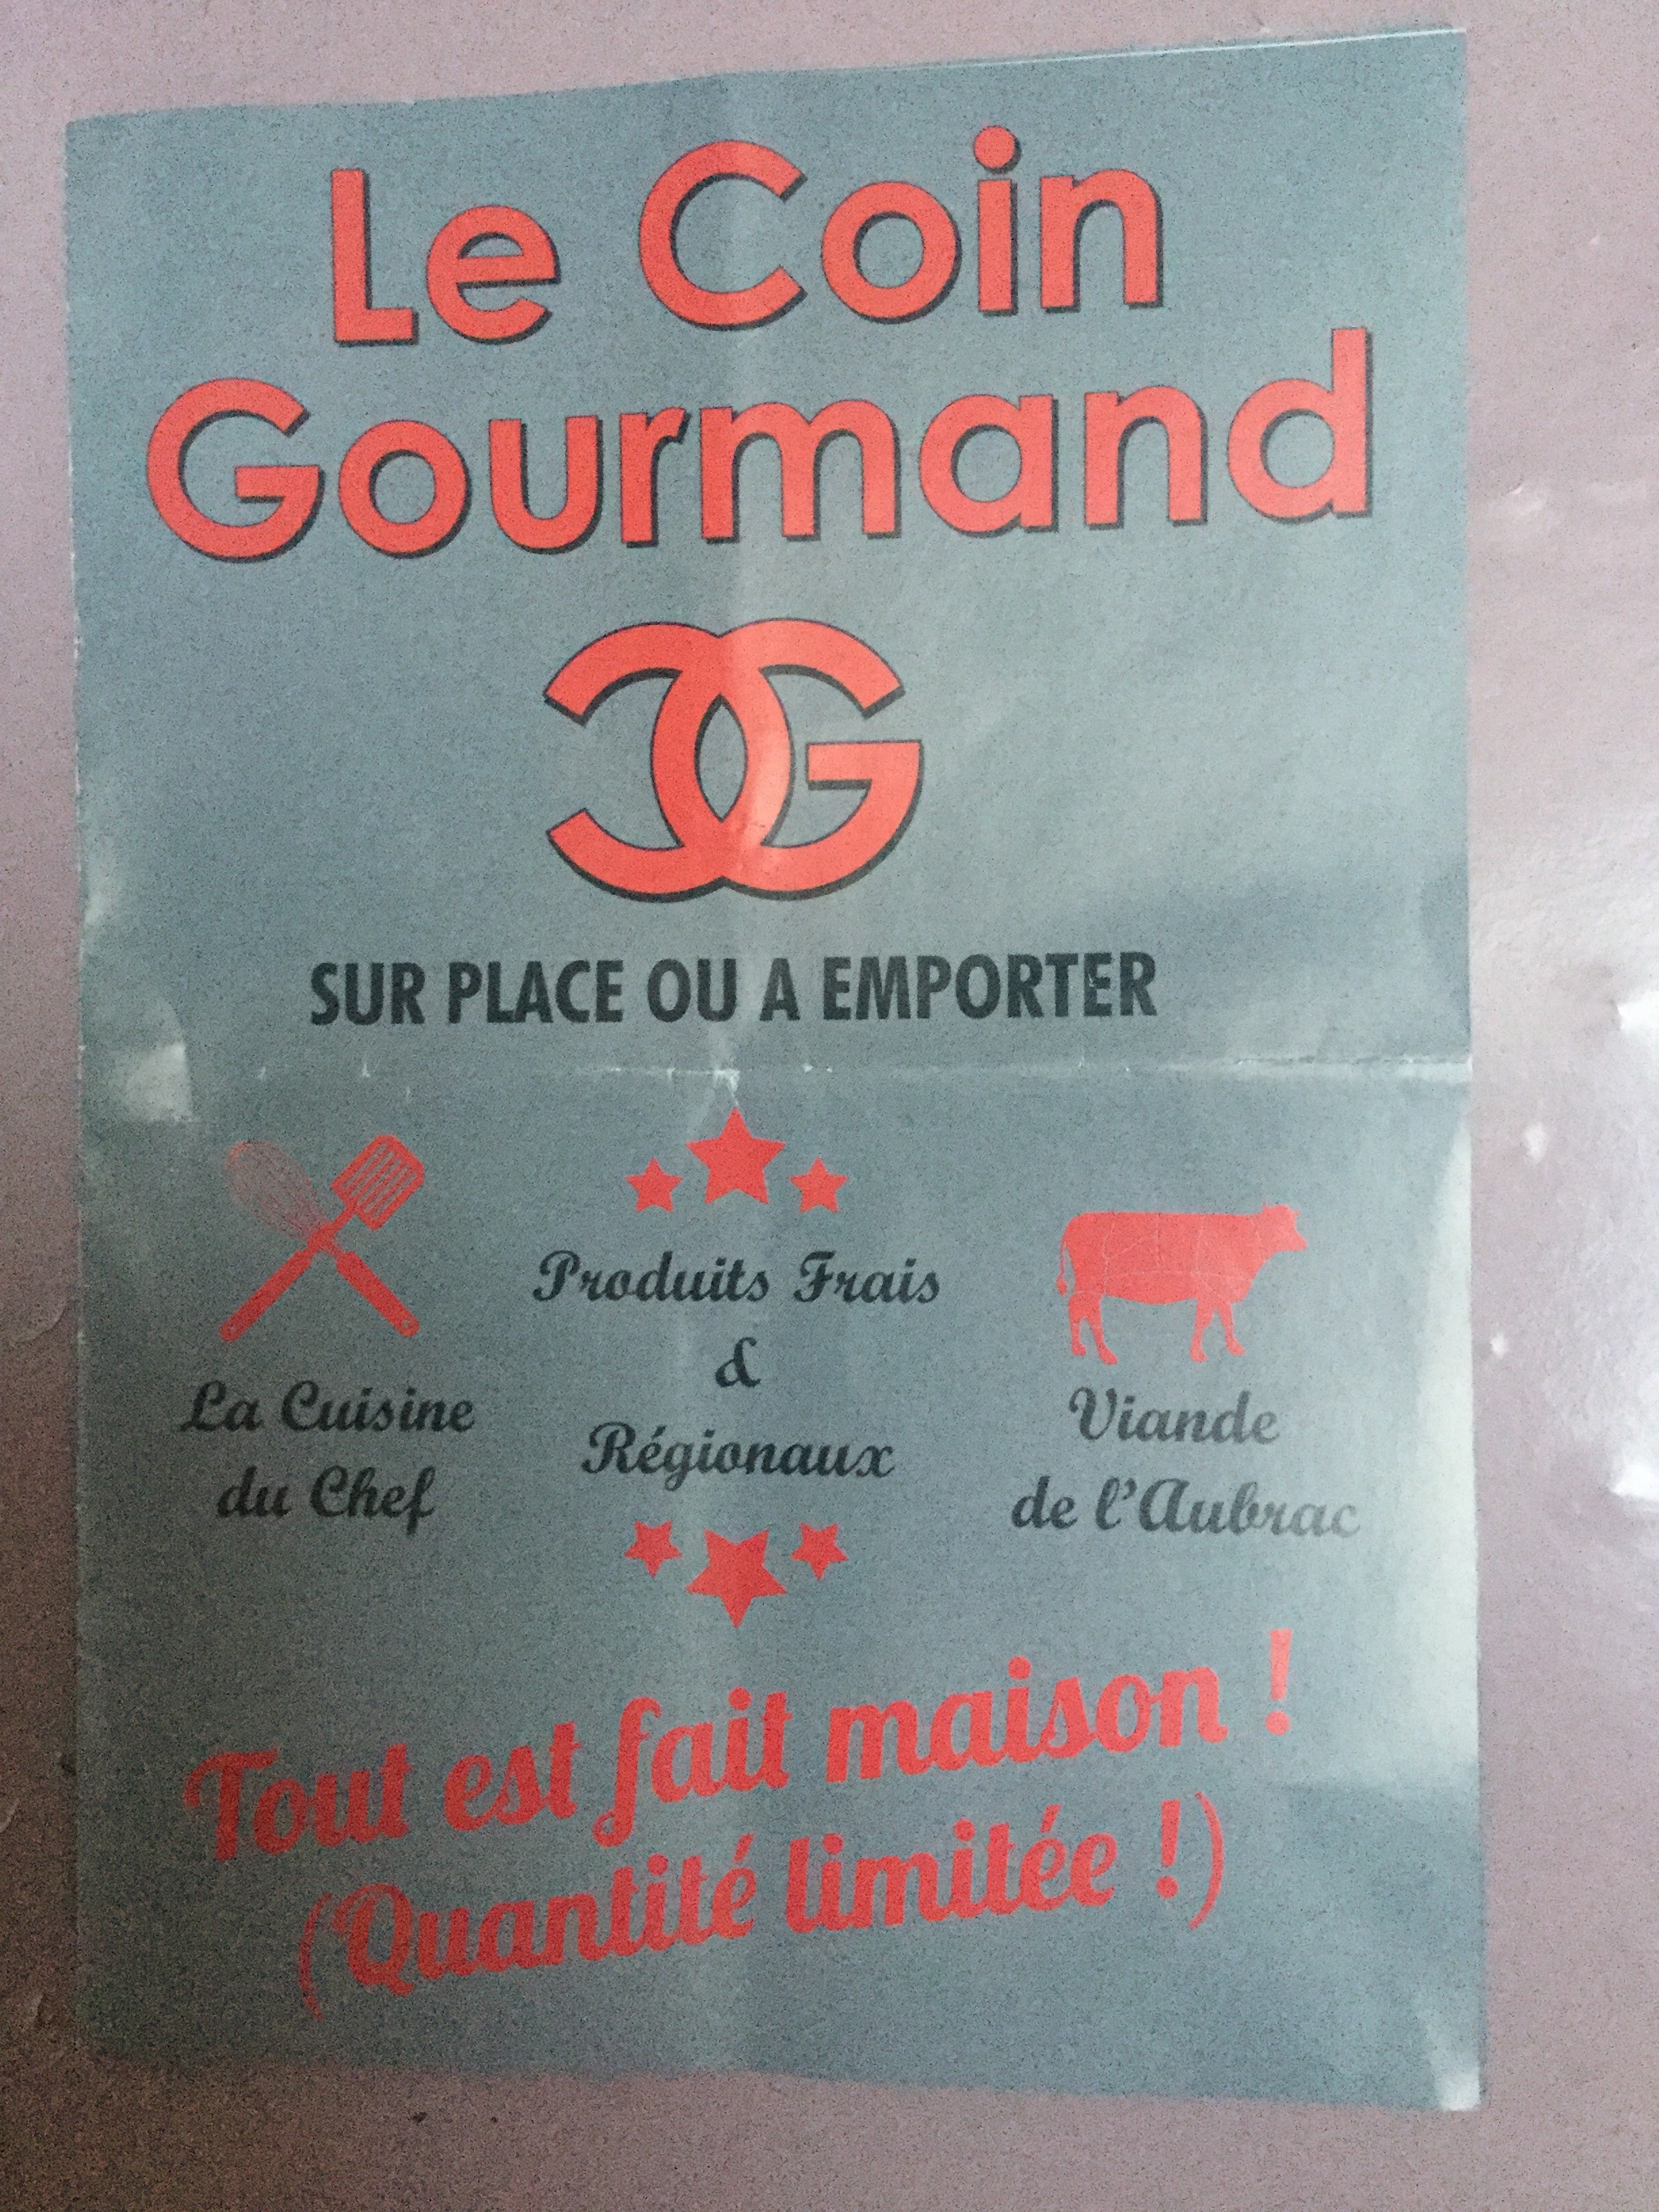 Le Coin
Gourmand
CG
SUR PLACE OU A EMPORTER
La Cuisine
du Chef
Produits Frais
&
Régionaux
Viande
de l'Aubrac
Tout est fait maison !
(Quantité limitée !)